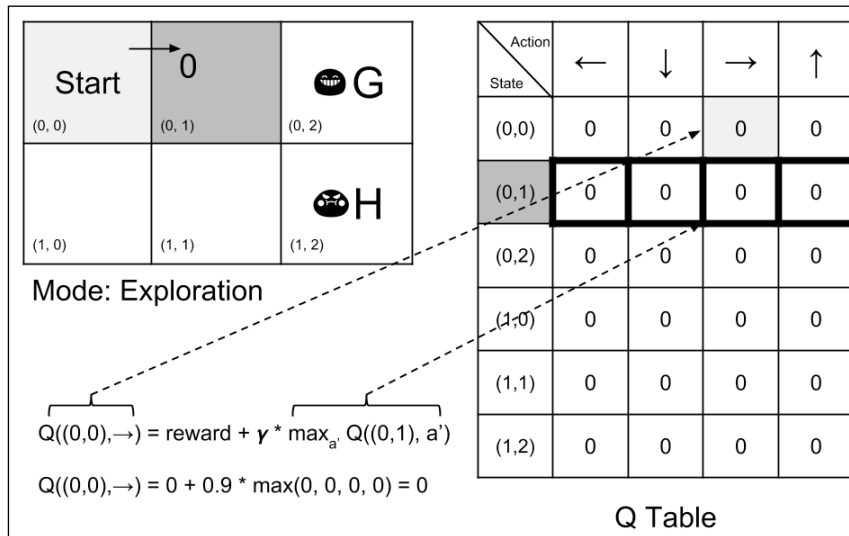 Start
0
G
(0, 0)
(0, 1)
(0, 2)
H
(1, 0)
(1, 1)
(1, 2)
Mode: Exploration
Q((0,0),→) = reward + γ * maxₐ' Q((0,1), a')
Q((0,0),→) = 0 + 0.9 * max(0, 0, 0, 0) = 0
Action
State
← ↓ → ↑
(0,0) 0 0 0 0
(0,1) 0 0 0 0
(0,2) 0 0 0 0
(1,0) 0 0 0 0
(1,1) 0 0 0 0
(1,2) 0 0 0 0
Q Table